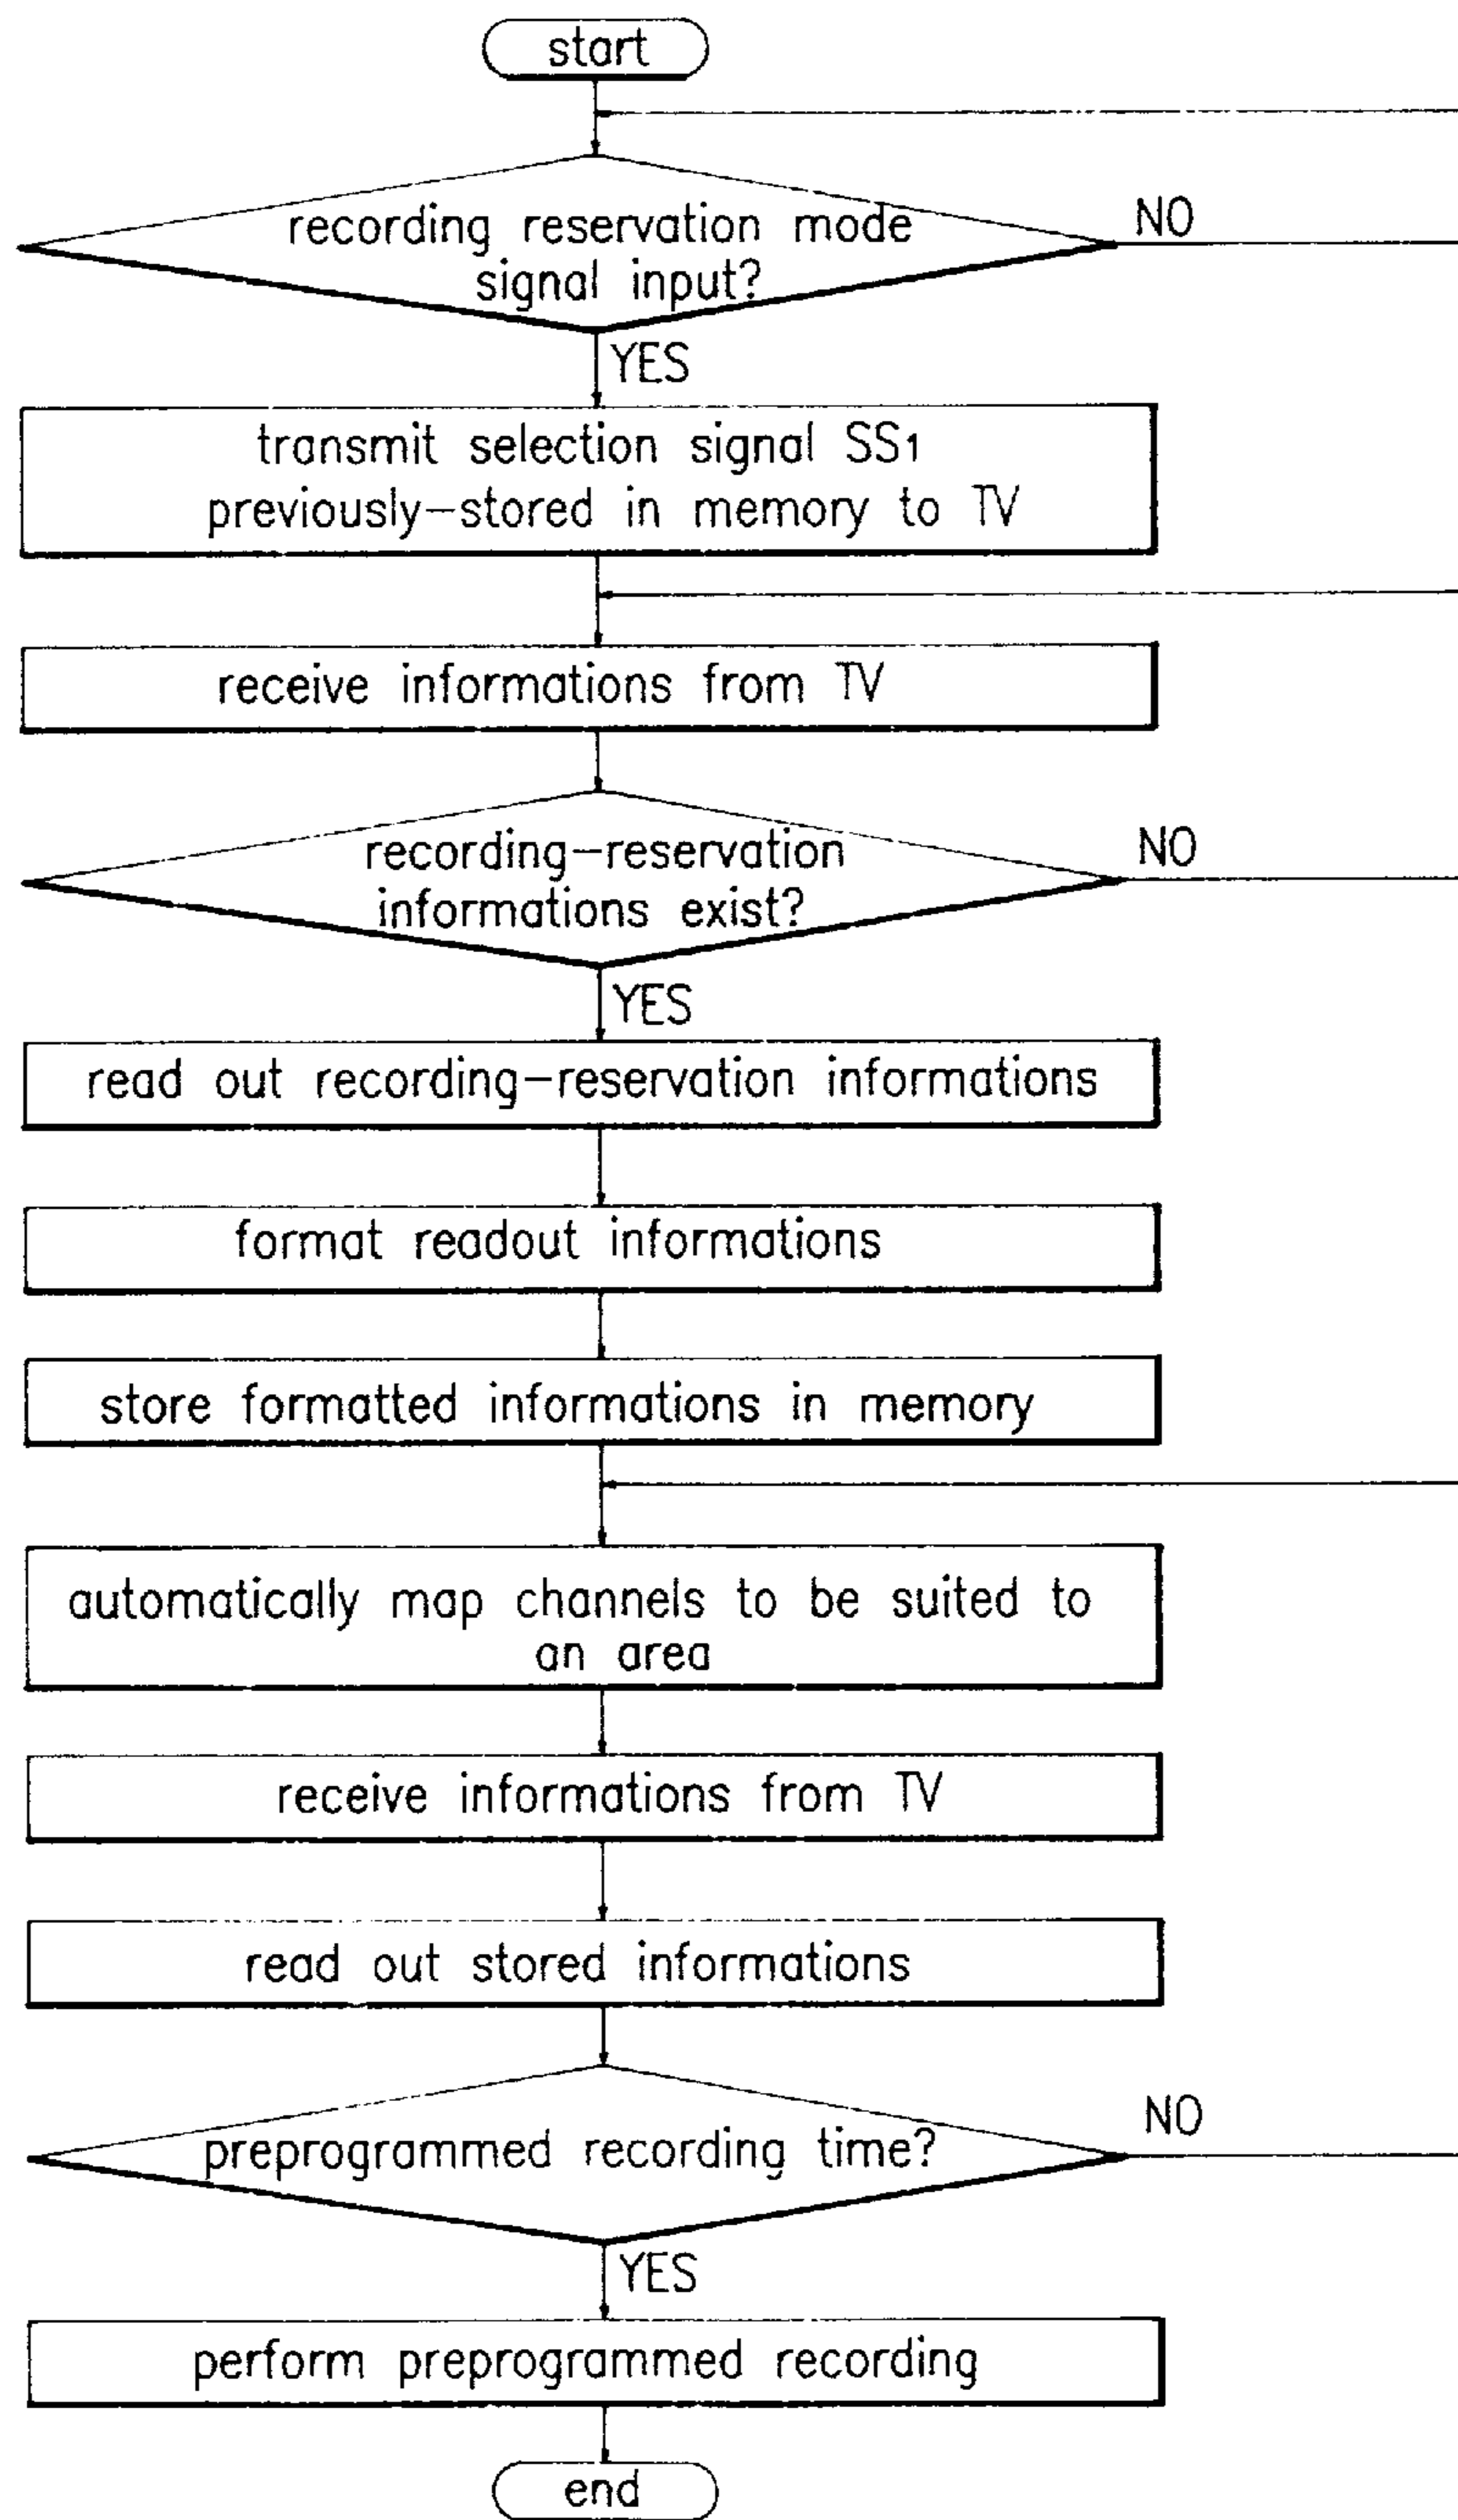 start
recording reservation mode
signal input?
NO
YES
transmit selection signal SS1
previously-stored in memory to TV
receive informations from TV
recording-reservation
informations exist?
NO
YES
read out recording-reservation informations
format readout informations
store formatted informations in memory
automatically map channels to be suited to
an area
receive informations from TV
read out stored informations
preprogrammed recording time?
NO
YES
perform preprogrammed recording
end